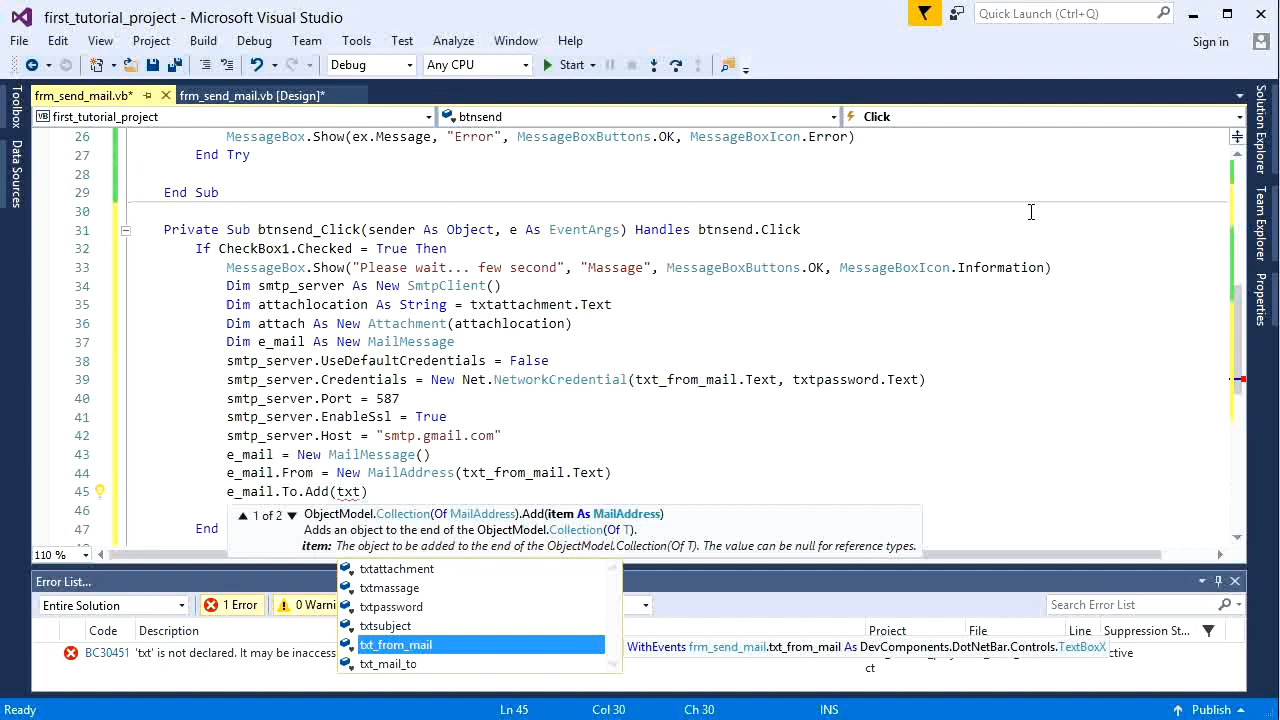 first_tutorial_project - Microsoft Visual Studio
Quick Launch (Ctrl+Q)
File Edit View Project Build Debug Team Tools Test Analyze Window Help
Sign in
Debug Any CPU Start
frm_send_mail.vb* frm_send_mail.vb [Design]*
Toolbox
Data Sources
Solution Explorer
Team Explorer
Properties
first_tutorial_project btnsend Click
26 MessageBox.Show(ex.Message, "Error", MessageBoxButtons.OK, MessageBoxIcon.Error)
27 End Try
28
29 End Sub
30
31 Private Sub btnsend_Click(sender As Object, e As EventArgs) Handles btnsend.Click
32 If CheckBox1.Checked = True Then
33 MessageBox.Show("Please wait... few second", "Massage", MessageBoxButtons.OK, MessageBoxIcon.Information)
34 Dim smtp_server As New SmtpClient()
35 Dim attachlocation As String = txtattachment.Text
36 Dim attach As New Attachment(attachlocation)
37 Dim e_mail As New MailMessage
38 smtp_server.UseDefaultCredentials = False
39 smtp_server.Credentials = New Net.NetworkCredential(txt_from_mail.Text, txtpassword.Text)
40 smtp_server.Port = 587
41 smtp_server.EnableSsl = True
42 smtp_server.Host = "smtp.gmail.com"
43 e_mail = New MailMessage()
44 e_mail.From = New MailAddress(txt_from_mail.Text)
45 e_mail.To.Add(txt)
46
47 End
1 of 2 ObjectModel.Collection(Of MailAddress).Add(item As MailAddress)
Adds an object to the end of the ObjectModel.Collection(Of T).
item: The object to be added to the end of the ObjectModel.Collection(Of T). The value can be null for reference types.
110 %
txtattachment
txtmassage
txtpassword
txtsubject
txt_from_mail
txt_mail_to
WithEvents frm_send_mail.txt_from_mail As DevComponents.DotNetBar.Controls.TextBoxX
Error List...
Entire Solution 1 Error 0 Warni
Search Error List
Code Description Project File Line Suppression St...
BC30451 'txt' is not declared. It may be inaccess
ct
ctive
Ready Ln 45 Col 30 Ch 30 INS Publish